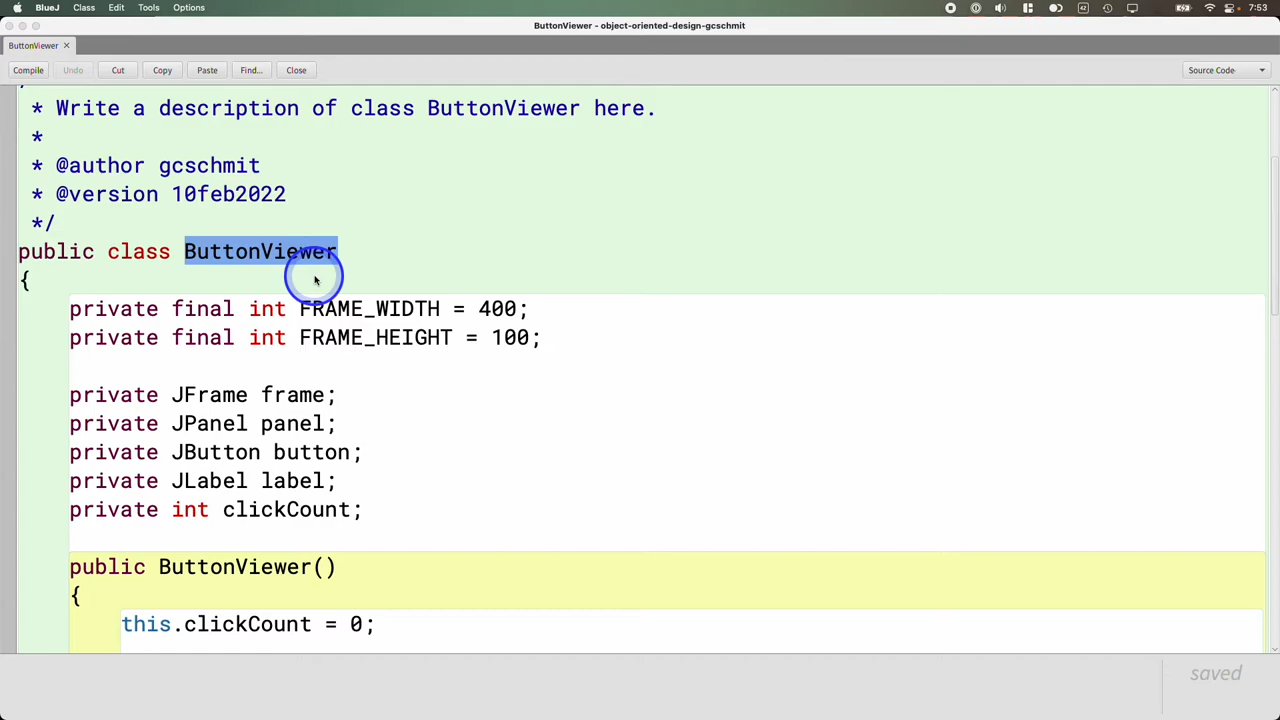 BlueJ Class Edit Tools Options 7:53
ButtonViewer - object-oriented-design-gcschmit
ButtonViewer ×
Compile Undo Cut Copy Paste Find... Close Source Code
* Write a description of class ButtonViewer here.
*
* @author gcschmit
* @version 10feb2022
*/
public class ButtonViewer
{
private final int FRAME_WIDTH = 400;
private final int FRAME_HEIGHT = 100;
private JFrame frame;
private JPanel panel;
private JButton button;
private JLabel label;
private int clickCount;
public ButtonViewer()
{
this.clickCount = 0;
saved